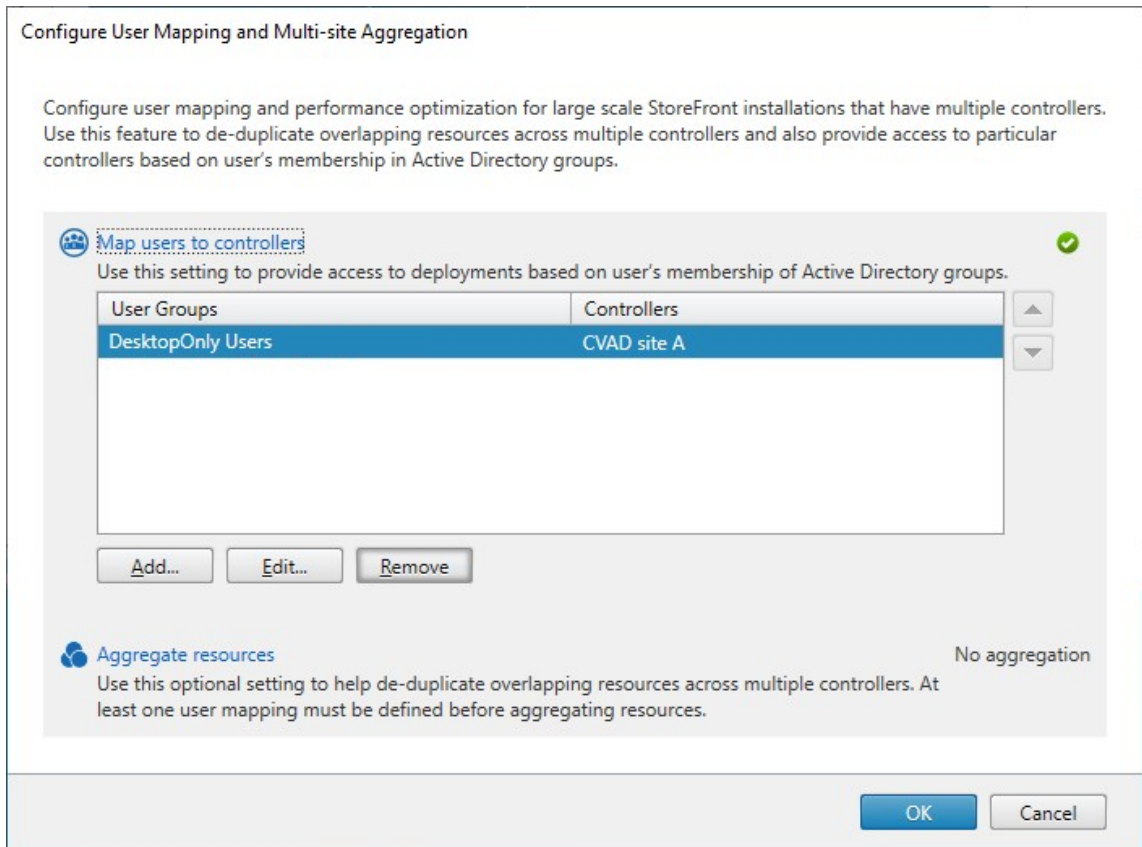 Configure User Mapping and Multi-site Aggregation
Configure user mapping and performance optimization for large scale StoreFront installations that have multiple controllers.
Use this feature to de-duplicate overlapping resources across multiple controllers and also provide access to particular
controllers based on user's membership in Active Directory groups.
Map users to controllers
Use this setting to provide access to deployments based on user's membership of Active Directory groups.
User Groups Controllers
DesktopOnly Users CVAD site A
Add... Edit... Remove
Aggregate resources No aggregation
Use this optional setting to help de-duplicate overlapping resources across multiple controllers. At
least one user mapping must be defined before aggregating resources.
OK Cancel